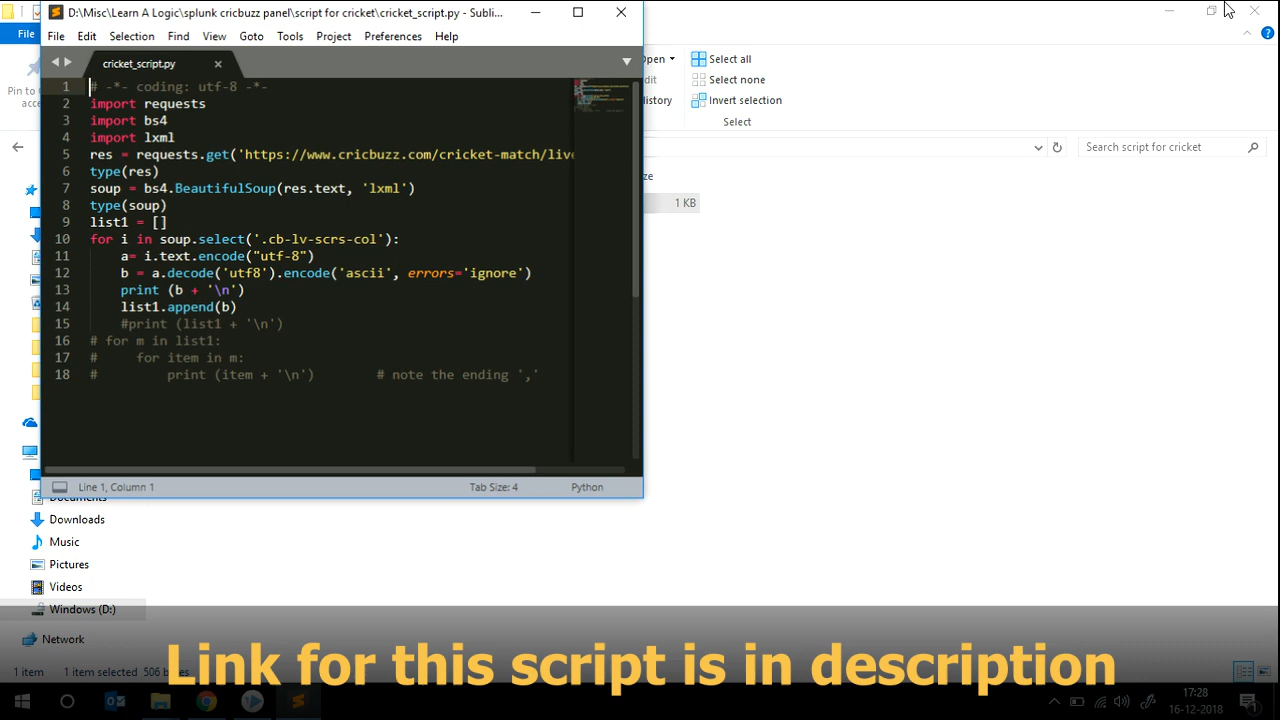 D:\Misc\Learn A Logic\splunk cricbuzz panel\script for cricket\cricket_script.py - Subli...
File Edit Selection Find View Goto Tools Project Preferences Help
cricket_script.py
1 # -*- coding: utf-8 -*-
2 import requests
3 import bs4
4 import lxml
5 res = requests.get('https://www.cricbuzz.com/cricket-match/live
6 type(res)
7 soup = bs4.BeautifulSoup(res.text, 'lxml')
8 type(soup)
9 list1 = []
10 for i in soup.select('.cb-lv-scrs-col'):
11 a= i.text.encode("utf-8")
12 b = a.decode('utf8').encode('ascii', errors='ignore')
13 print (b + '\n')
14 list1.append(b)
15 #print (list1 + '\n')
16 # for m in list1:
17 # for item in m:
18 # print (item + '\n') # note the ending ','
Line 1, Column 1 Tab Size: 4 Python
File
Pin to C
acce
pen
dit
istory
Select all
Select none
Invert selection
Select
Search script for cricket
ze
1 KB
Documents
Downloads
Music
Pictures
Videos
Windows (D:)
Network
1 item 1 item selected 506 bytes
Link for this script is in description
17:28
16-12-2018
1